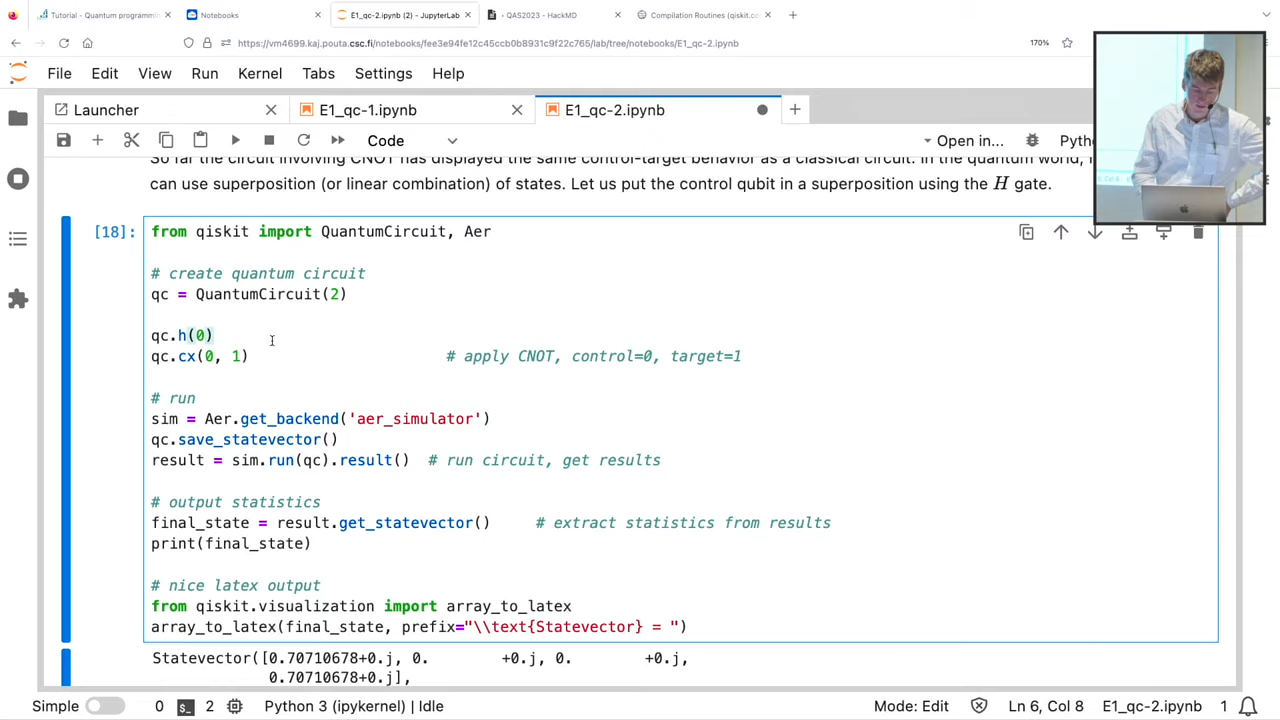 Tutorial - Quantum programmin
Notebooks
E1_qc-2.ipynb (2) - JupyterLab
- QAS2023 - HackMD
Compilation Routines (qiskit.co
https://vm4699.kaj.pouta.csc.fi/notebooks/fee3e94fe12c45ccb0b8931c9f22c765/lab/tree/notebooks/E1_qc-2.ipynb
170%
File Edit View Run Kernel Tabs Settings Help
Launcher
E1_qc-1.ipynb
E1_qc-2.ipynb
Code
Open in...
Pytho
So far the circuit involving CNOT has displayed the same control-target behavior as a classical circuit. In the quantum world,
can use superposition (or linear combination) of states. Let us put the control qubit in a superposition using the H gate.
[18]:
from qiskit import QuantumCircuit, Aer
# create quantum circuit
qc = QuantumCircuit(2)
qc.h(0)
qc.cx(0, 1) # apply CNOT, control=0, target=1
# run
sim = Aer.get_backend('aer_simulator')
qc.save_statevector()
result = sim.run(qc).result() # run circuit, get results
# output statistics
final_state = result.get_statevector() # extract statistics from results
print(final_state)
# nice latex output
from qiskit.visualization import array_to_latex
array_to_latex(final_state, prefix="\\text{Statevector} = ")
Statevector([0.70710678+0.j, 0. +0.j, 0. +0.j,
0.70710678+0.j],
Simple 0 2 Python 3 (ipykernel) | Idle Mode: Edit Ln 6, Col 8 E1_qc-2.ipynb 1